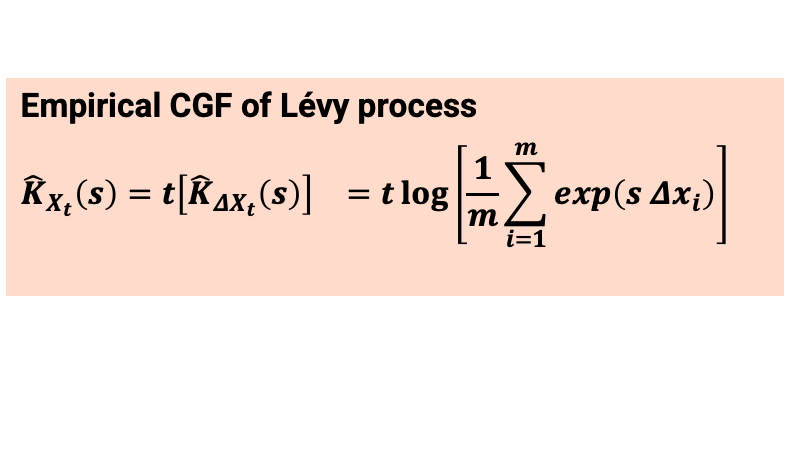 Empirical CGF of Lévy process
K̂_{X_t}(s) = t[K̂_{ΔX_t}(s)] = t log[1/m ∑_{i=1}^{m} exp(s Δx_i)]